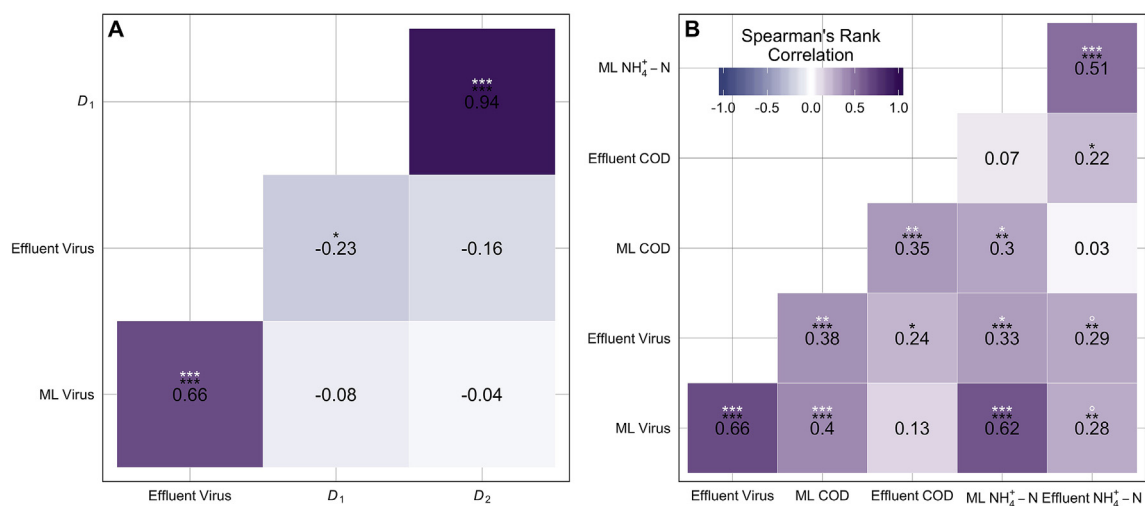 A
D₁
***
***
0.94
Effluent Virus
*
-0.23
-0.16
ML Virus
***
***
0.66
-0.08
-0.04
Effluent Virus
D₁
D₂
B
Spearman's Rank
Correlation
-1.0 -0.5 0.0 0.5 1.0
ML NH₄⁺ – N
***
***
0.51
Effluent COD
0.07
*
0.22
ML COD
**
***
0.35
*
**
0.3
0.03
Effluent Virus
**
***
0.38
*
0.24
*
***
0.33
°
**
0.29
ML Virus
***
***
0.66
***
***
0.4
0.13
***
***
0.62
°
**
0.28
Effluent Virus
ML COD
Effluent COD
ML NH₄⁺ – N
Effluent NH₄⁺ – N